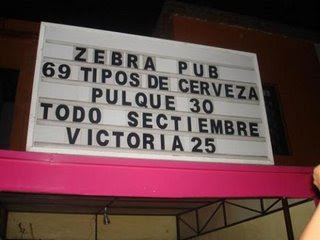 ZEBRA PUB
69 TIPOS DE CERVEZA
PULQUE 30
TODO SECTIEMBRE
VICTORIA 25